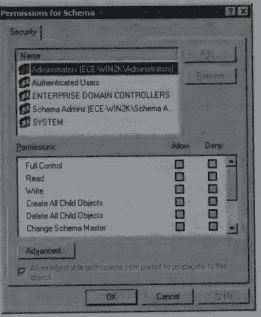 Permissions for Schema
Security
Name
Administrators (ECE-WIN2K\Administrators)
Authenticated Users
ENTERPRISE DOMAIN CONTROLLERS
Schema Admins (ECE-WIN2K\Schema A...
SYSTEM
Add...
Remove
Permissions: Allow Deny
Full Control
Read
Write
Create All Child Objects
Delete All Child Objects
Change Schema Master
Advanced...
Allow inheritable permissions from parent to propagate to this
object
OK Cancel Apply